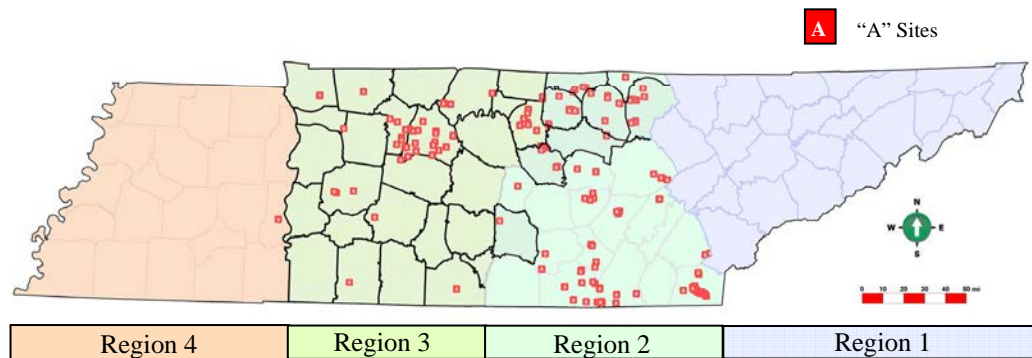 A “A” Sites
N
W E
S
0 10 20 30 40 50 mi
Region 4 Region 3 Region 2 Region 1